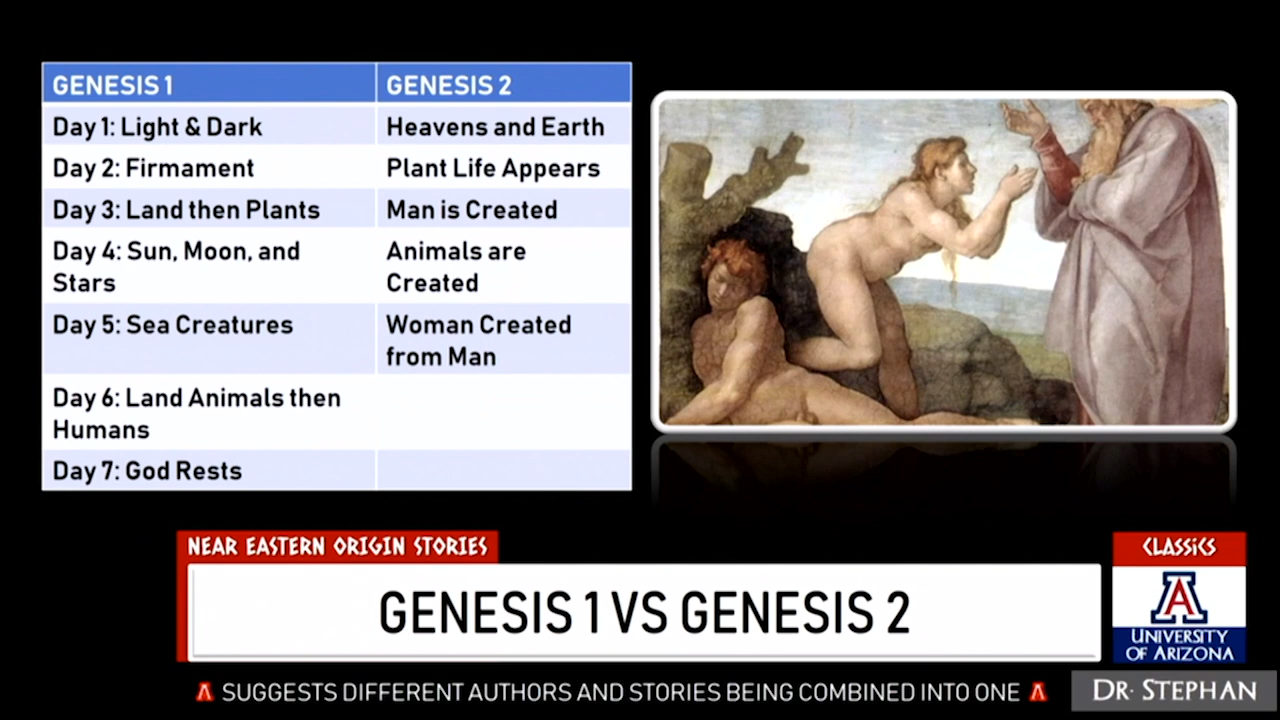 GENESIS 1
GENESIS 2
Day 1: Light & Dark
Heavens and Earth
Day 2: Firmament
Plant Life Appears
Day 3: Land then Plants
Man is Created
Day 4: Sun, Moon, and
Stars
Animals are
Created
Day 5: Sea Creatures
Woman Created
from Man
Day 6: Land Animals then
Humans
Day 7: God Rests
NEAR EASTERN ORIGIN STORIES
GENESIS 1 VS GENESIS 2
CLASSICS
A
UNIVERSITY
OF ARIZONA
SUGGESTS DIFFERENT AUTHORS AND STORIES BEING COMBINED INTO ONE
DR. STEPHAN